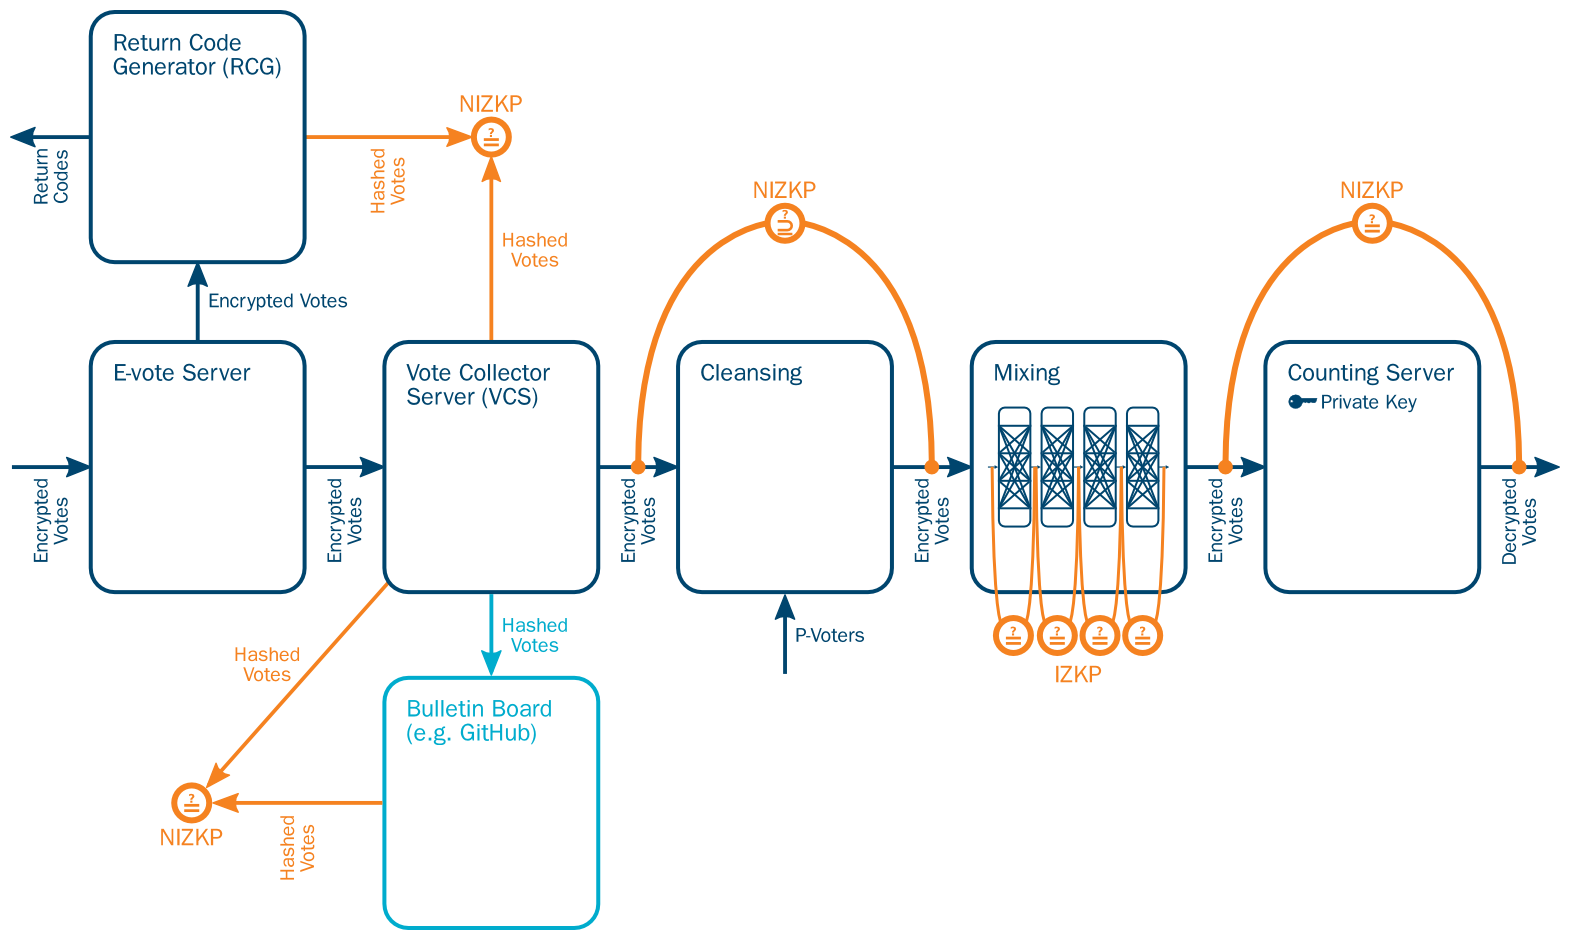 Return Code
Generator (RCG)
NIZKP
?
=
Return
Codes
Hashed
Votes
Hashed
Votes
NIZKP
?
⊇
NIZKP
?
=
Encrypted Votes
E-vote Server
Vote Collector
Server (VCS)
Cleansing
Mixing
Counting Server
Private Key
Encrypted
Votes
Encrypted
Votes
Encrypted
Votes
Encrypted
Votes
Encrypted
Votes
Decrypted
Votes
Hashed
Votes
Hashed
Votes
P-Voters
?
=
?
=
?
=
?
=
IZKP
Bulletin Board
(e.g. GitHub)
?
=
NIZKP
Hashed
Votes